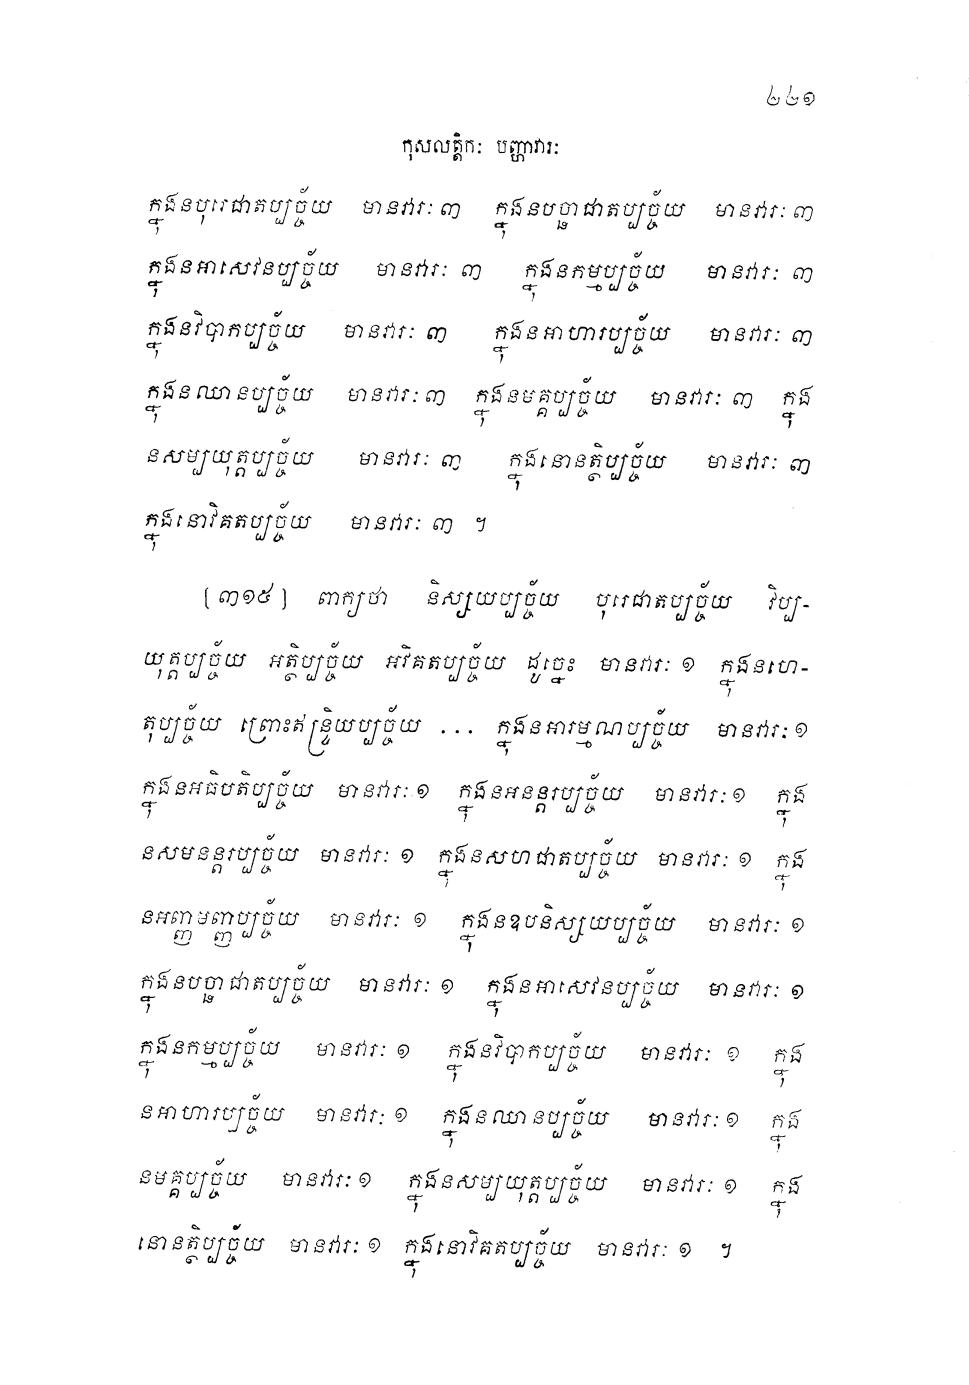 ២២១
កុសលត្តិកៈ បញ្ហាវារៈ
ក្នុងនបុរេជាតប្បច្ច័យ មានវារៈ ៣ ក្នុងនបច្ឆាជាតប្បច្ច័យ មានវារៈ ៣
ក្នុងនអាសេវនប្បច្ច័យ មានវារៈ ៣ ក្នុងនកម្មប្បច្ច័យ មានវារៈ ៣
ក្នុងនវិបាកប្បច្ច័យ មានវារៈ ៣ ក្នុងនអាហារប្បច្ច័យ មានវារៈ ៣
ក្នុងនឈានប្បច្ច័យ មានវារៈ ៣ ក្នុងនមគ្គប្បច្ច័យ មានវារៈ ៣ ក្នុង
នសម្បយុត្តប្បច្ច័យ មានវារៈ ៣ ក្នុងនោនត្ថិប្បច្ច័យ មានវារៈ ៣
ក្នុងនោវិគតប្បច្ច័យ មានវារៈ ៣ ។
[៣១៥] ពាក្យថា និស្សយប្បច្ច័យ បុរេជាតប្បច្ច័យ វិប្ប-
យុត្តប្បច្ច័យ អត្ថិប្បច្ច័យ អវិគតប្បច្ច័យ ដូច្នេះ មានវារៈ ១ ក្នុងនហេ-
តុប្បច្ច័យ ព្រោះឥន្ទ្រិយប្បច្ច័យ ... ក្នុងនអារម្មណប្បច្ច័យ មានវារៈ ១
ក្នុងនអធិបតិប្បច្ច័យ មានវារៈ ១ ក្នុងនអនន្តរប្បច្ច័យ មានវារៈ ១ ក្នុង
នសមនន្តរប្បច្ច័យ មានវារៈ ១ ក្នុងនសហជាតប្បច្ច័យ មានវារៈ ១ ក្នុង
នអញ្ញមញ្ញប្បច្ច័យ មានវារៈ ១ ក្នុងនឧបនិស្សយប្បច្ច័យ មានវារៈ ១
ក្នុងនបច្ឆាជាតប្បច្ច័យ មានវារៈ ១ ក្នុងនអាសេវនប្បច្ច័យ មានវារៈ ១
ក្នុងនកម្មប្បច្ច័យ មានវារៈ ១ ក្នុងនវិបាកប្បច្ច័យ មានវារៈ ១ ក្នុង
នអាហារប្បច្ច័យ មានវារៈ ១ ក្នុងនឈានប្បច្ច័យ មានវារៈ ១ ក្នុង
នមគ្គប្បច្ច័យ មានវារៈ ១ ក្នុងនសម្បយុត្តប្បច្ច័យ មានវារៈ ១ ក្នុង
នោនត្ថិប្បច្ច័យ មានវារៈ ១ ក្នុងនោវិគតប្បច្ច័យ មានវារៈ ១ ។